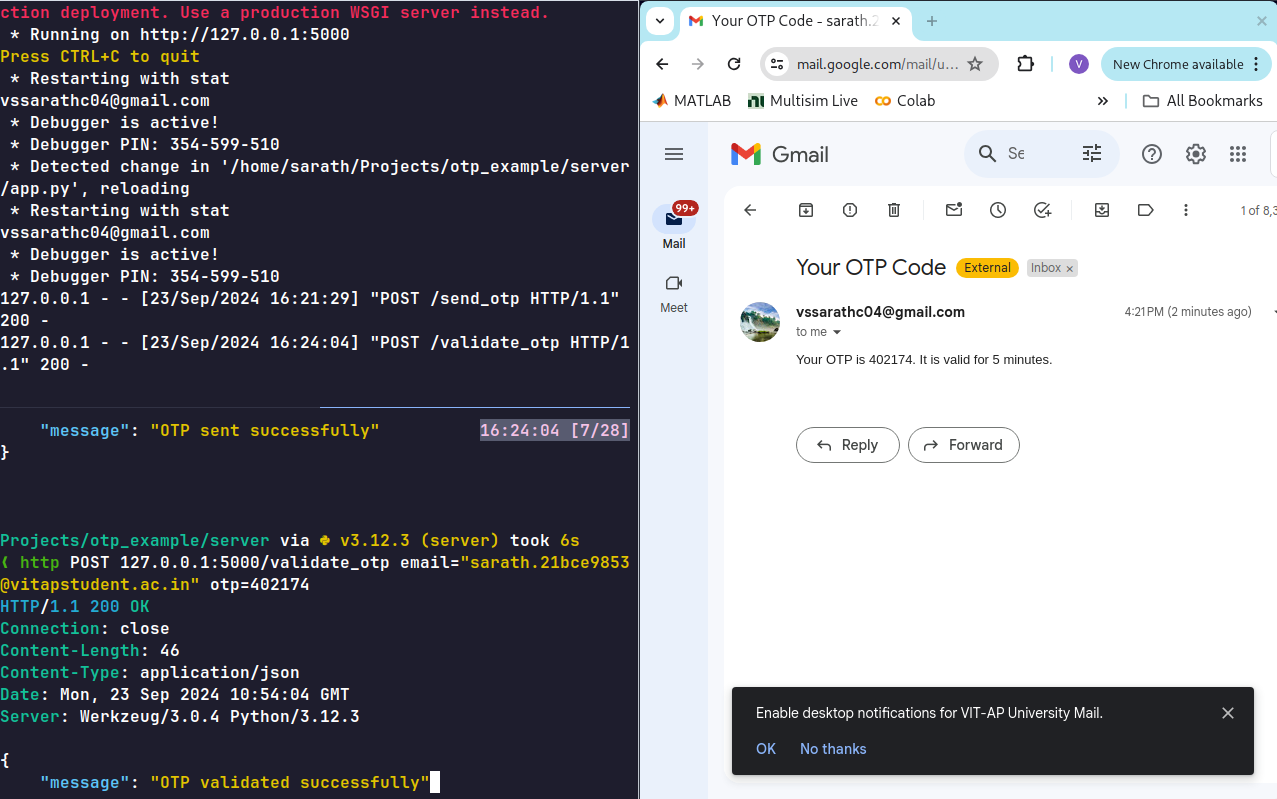 ction deployment. Use a production WSGI server instead.
 * Running on http://127.0.0.1:5000
Press CTRL+C to quit
 * Restarting with stat
vssarathc04@gmail.com
 * Debugger is active!
 * Debugger PIN: 354-599-510
 * Detected change in '/home/sarath/Projects/otp_example/server
/app.py', reloading
 * Restarting with stat
vssarathc04@gmail.com
 * Debugger is active!
 * Debugger PIN: 354-599-510
127.0.0.1 - - [23/Sep/2024 16:21:29] "POST /send_otp HTTP/1.1"
200 -
127.0.0.1 - - [23/Sep/2024 16:24:04] "POST /validate_otp HTTP/1
.1" 200 -
"message": "OTP sent successfully" 16:24:04 [7/28]
}
Projects/otp_example/server via v3.12.3 (server) took 6s
❬ http POST 127.0.0.1:5000/validate_otp email="sarath.21bce9853
@vitapstudent.ac.in" otp=402174
HTTP/1.1 200 OK
Connection: close
Content-Length: 46
Content-Type: application/json
Date: Mon, 23 Sep 2024 10:54:04 GMT
Server: Werkzeug/3.0.4 Python/3.12.3
{
"message": "OTP validated successfully"
Your OTP Code - sarath.2
mail.google.com/mail/u...
V
New Chrome available
MATLAB Multisim Live Colab » All Bookmarks
Gmail
Se
99+
Mail
Meet
1 of 8,3
Your OTP Code External Inbox ×
vssarathc04@gmail.com 4:21 PM (2 minutes ago)
to me
Your OTP is 402174. It is valid for 5 minutes.
Reply Forward
Enable desktop notifications for VIT-AP University Mail.
OK No thanks